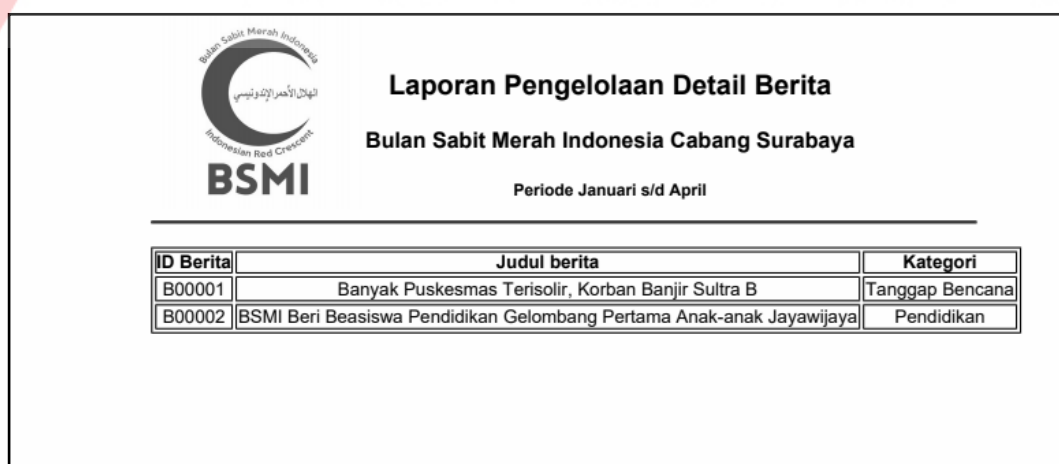 Bulan Sabit Merah Indonesia
الهلال الأحمر الإندونيسي
Indonesian Red Crescent
BSMI
Laporan Pengelolaan Detail Berita
Bulan Sabit Merah Indonesia Cabang Surabaya
Periode Januari s/d April
ID Berita Judul berita Kategori
B00001 Banyak Puskesmas Terisolir, Korban Banjir Sultra B Tanggap Bencana
B00002 BSMI Beri Beasiswa Pendidikan Gelombang Pertama Anak-anak Jayawijaya Pendidikan